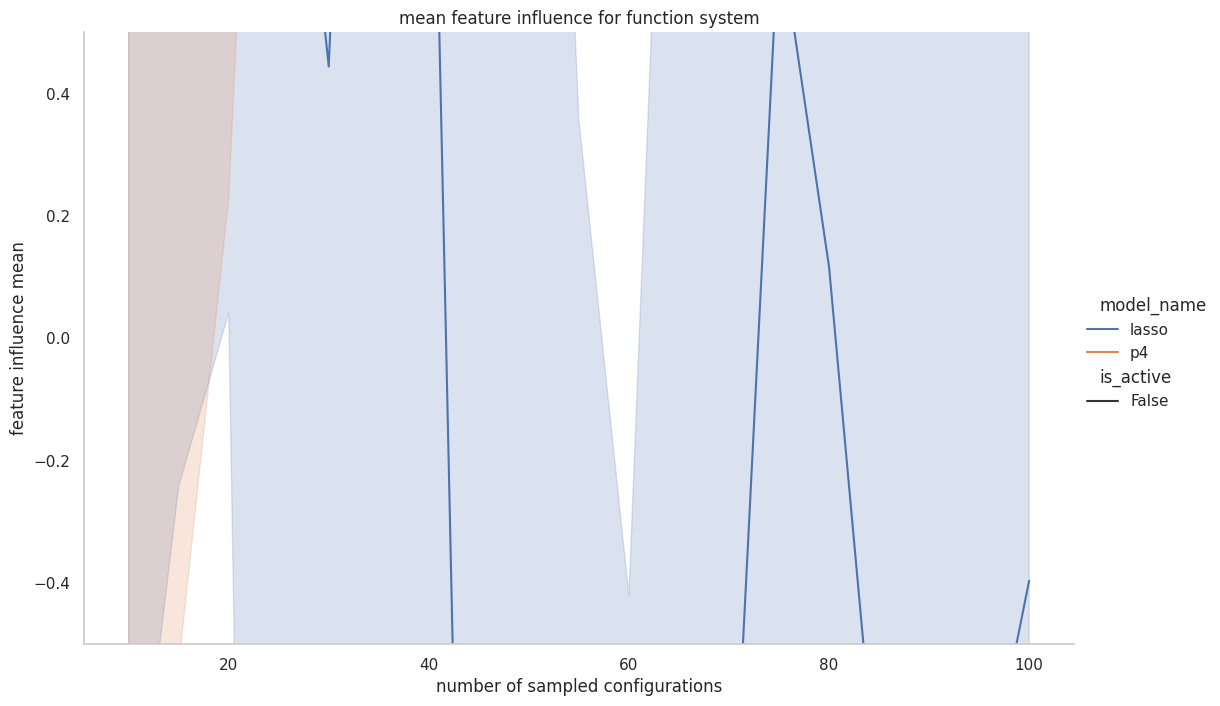 mean feature influence for function system
0.4
0.2
0.0
−0.2
−0.4
feature influence mean
20
40
60
80
100
number of sampled configurations
model_name
lasso
p4
is_active
False